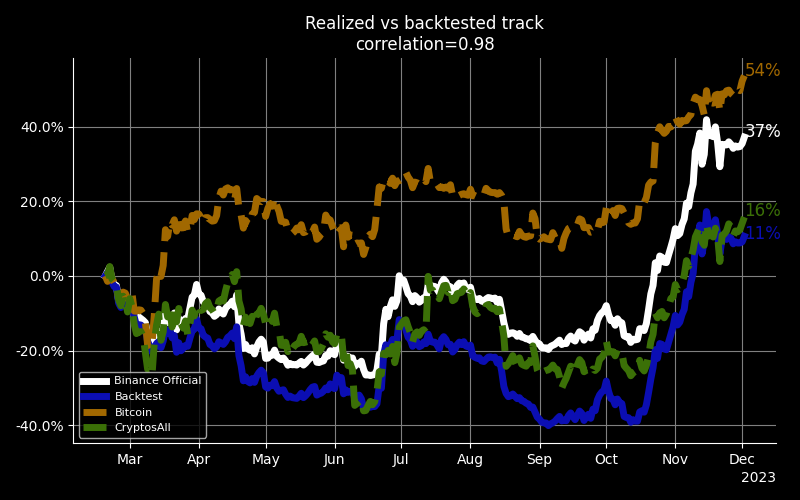 Realized vs backtested track
correlation=0.98
54%
40.0%
37%
20.0%
16%
11%
0.0%
-20.0%
-40.0%
Binance Official
Backtest
Bitcoin
CryptosAll
Mar Apr May Jun Jul Aug Sep Oct Nov Dec
2023